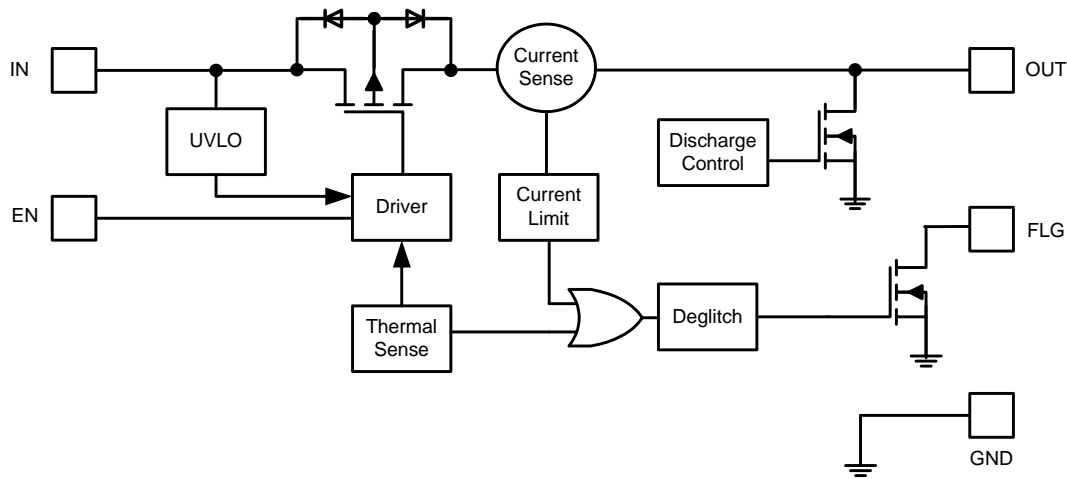 IN
Current
Sense
OUT
UVLO
Discharge
Control
EN
Driver
Current
Limit
FLG
Thermal
Sense
Deglitch
GND